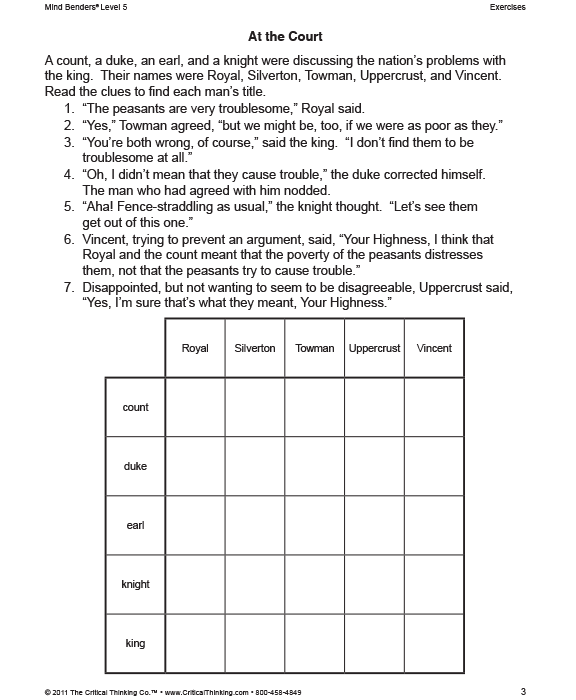 Mind Benders® Level 5 Exercises
At the Court
A count, a duke, an earl, and a knight were discussing the nation's problems with
the king. Their names were Royal, Silverton, Towman, Uppercrust, and Vincent.
Read the clues to find each man's title.
1. “The peasants are very troublesome,” Royal said.
2. “Yes,” Towman agreed, “but we might be, too, if we were as poor as they.”
3. “You're both wrong, of course,” said the king. “I don't find them to be
troublesome at all.”
4. “Oh, I didn't mean that they cause trouble,” the duke corrected himself.
The man who had agreed with him nodded.
5. “Aha! Fence-straddling as usual,” the knight thought. “Let's see them
get out of this one.”
6. Vincent, trying to prevent an argument, said, “Your Highness, I think that
Royal and the count meant that the poverty of the peasants distresses
them, not that the peasants try to cause trouble.”
7. Disappointed, but not wanting to seem to be disagreeable, Uppercrust said,
“Yes, I'm sure that's what they meant, Your Highness.”
Royal Silverton Towman Uppercrust Vincent
count
duke
earl
knight
king
© 2011 The Critical Thinking Co.™ • www.CriticalThinking.com • 800-458-4849 3